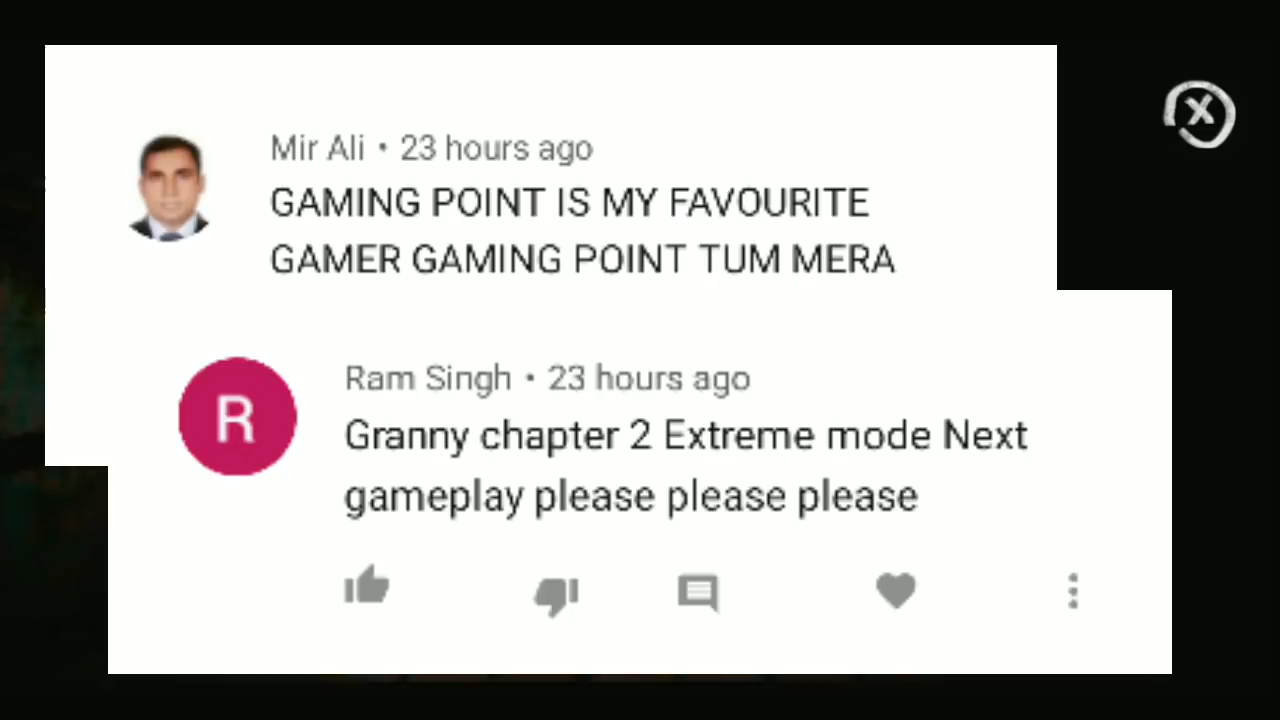 Mir Ali • 23 hours ago
GAMING POINT IS MY FAVOURITE
GAMER GAMING POINT TUM MERA
R
Ram Singh • 23 hours ago
Granny chapter 2 Extreme mode Next
gameplay please please please